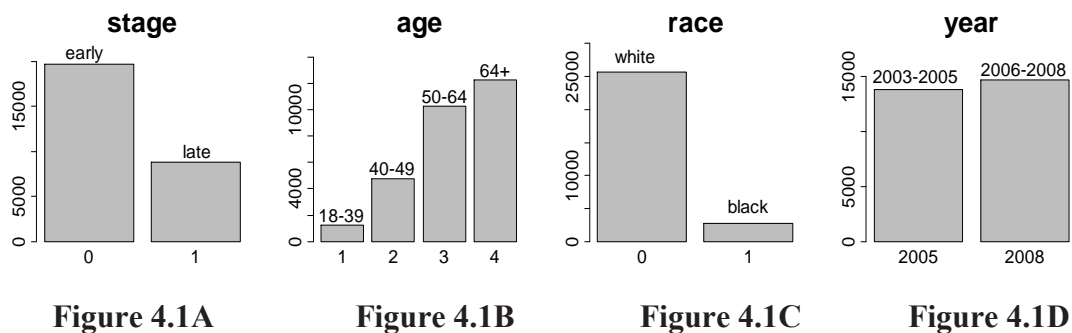 stage
early
late
0
5000
15000
0 1
Figure 4.1A
age
18-39
40-49
50-64
64+
0
4000
10000
1 2 3 4
Figure 4.1B
race
white
black
0
10000
25000
0 1
Figure 4.1C
year
2003-2005
2006-2008
0
5000
15000
2005 2008
Figure 4.1D